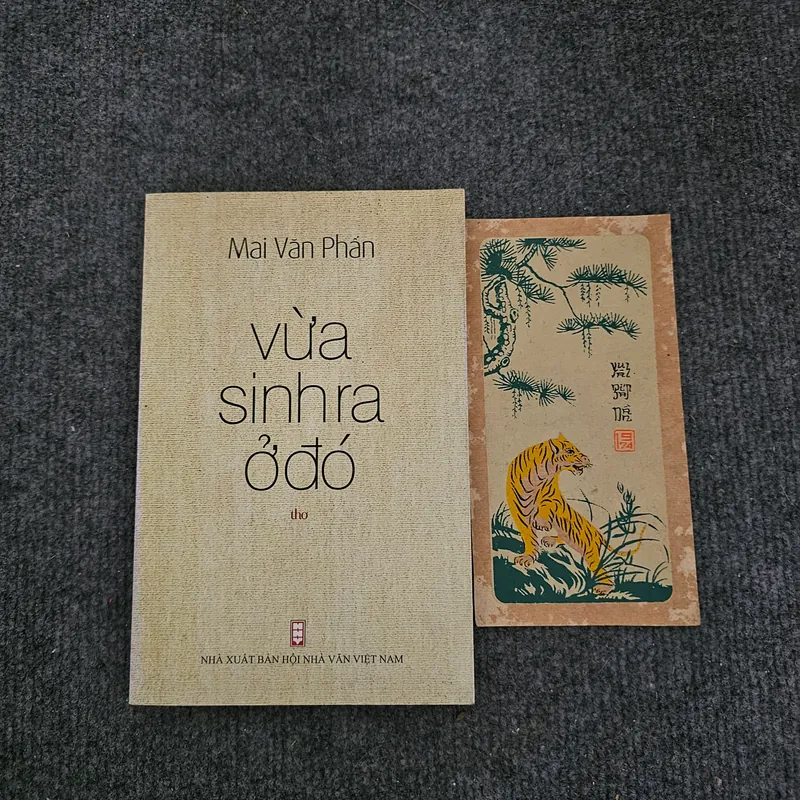 Mai Văn Phấn
vừa
sinh ra
ở đó
thơ
NHÀ XUẤT BẢN HỘI NHÀ VĂN VIỆT NAM